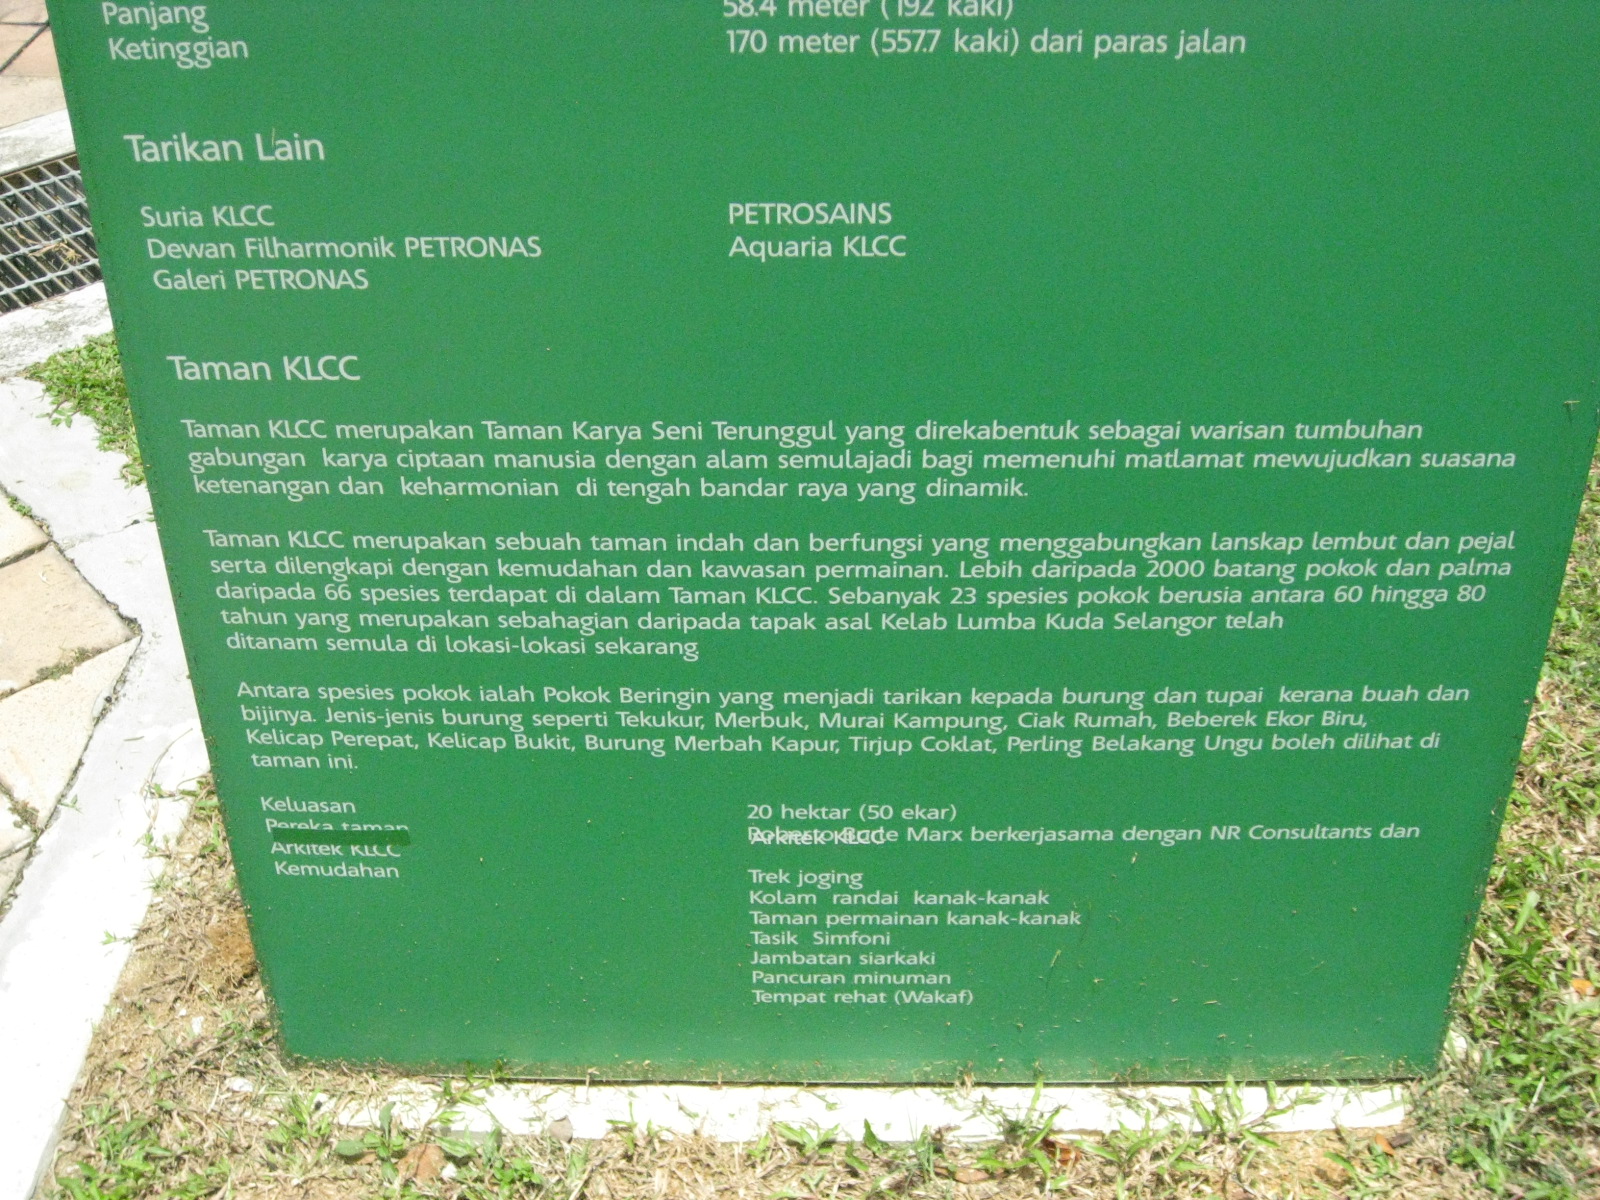 Panjang 58.4 meter (192 kaki)
Ketinggian 170 meter (557.7 kaki) dari paras jalan
Tarikan Lain
Suria KLCC PETROSAINS
Dewan Filharmonik PETRONAS Aquaria KLCC
Galeri PETRONAS
Taman KLCC
Taman KLCC merupakan Taman Karya Seni Terunggul yang direkabentuk sebagai warisan tumbuhan
gabungan karya ciptaan manusia dengan alam semulajadi bagi memenuhi matlamat mewujudkan suasana
ketenangan dan keharmonian di tengah bandar raya yang dinamik.
Taman KLCC merupakan sebuah taman indah dan berfungsi yang menggabungkan lanskap lembut dan pejal
serta dilengkapi dengan kemudahan dan kawasan permainan. Lebih daripada 2000 batang pokok dan palma
daripada 66 spesies terdapat di dalam Taman KLCC. Sebanyak 23 spesies pokok berusia antara 60 hingga 80
tahun yang merupakan sebahagian daripada tapak asal Kelab Lumba Kuda Selangor telah
ditanam semula di lokasi-lokasi sekarang
Antara spesies pokok ialah Pokok Beringin yang menjadi tarikan kepada burung dan tupai kerana buah dan
bijinya. Jenis-jenis burung seperti Tekukur, Merbuk, Murai Kampung, Ciak Rumah, Beberek Ekor Biru,
Kelicap Perepat, Kelicap Bukit, Burung Merbah Kapur, Tirjup Coklat, Perling Belakang Ungu boleh dilihat di
taman ini.
Keluasan 20 hektar (50 ekar)
Pereka taman Roberto Burle Marx berkerjasama dengan NR Consultants dan
Arkitek KLCC Arkitek KLCC
Kemudahan Trek joging
Kolam randai kanak-kanak
Taman permainan kanak-kanak
Tasik Simfoni
Jambatan siarkaki
Pancuran minuman
Tempat rehat (Wakaf)